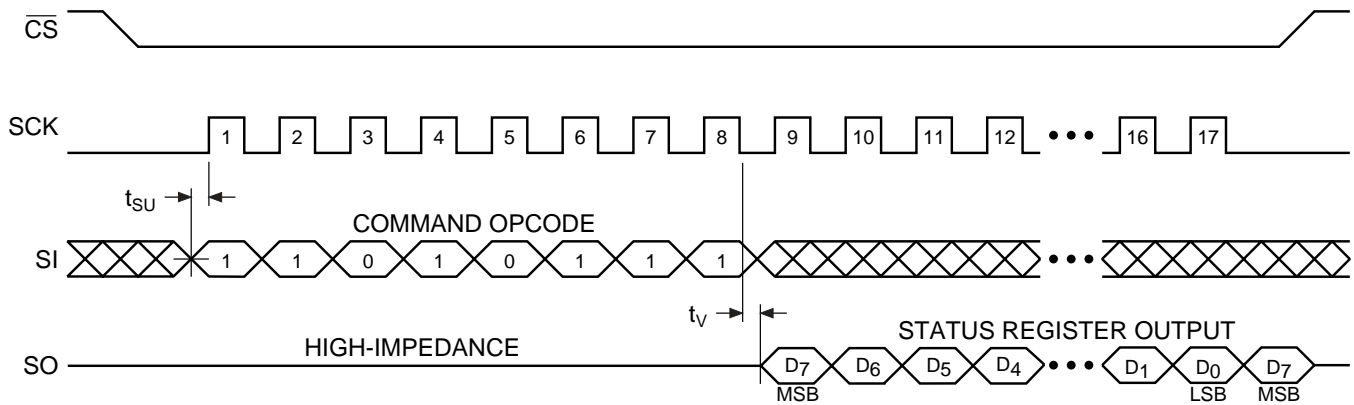 CS
SCK 1 2 3 4 5 6 7 8 9 10 11 12 16 17
tSU
COMMAND OPCODE
SI 1 1 0 1 0 1 1 1
tV
STATUS REGISTER OUTPUT
HIGH-IMPEDANCE
SO D7 D6 D5 D4 D1 D0 D7
MSB LSB MSB